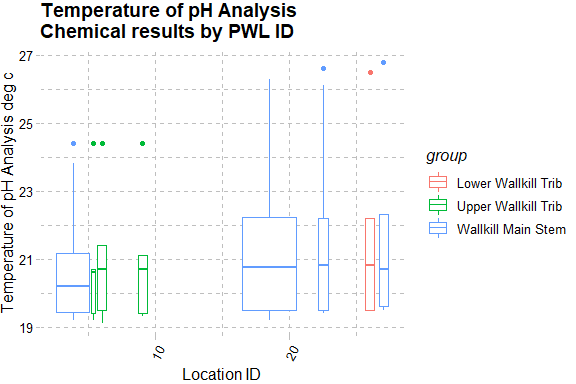 Temperature of pH Analysis
Chemical results by PWL ID
Temperature of pH Analysis deg c
27
25
23
21
19
10
20
Location ID
group
Lower Wallkill Trib
Upper Wallkill Trib
Wallkill Main Stem